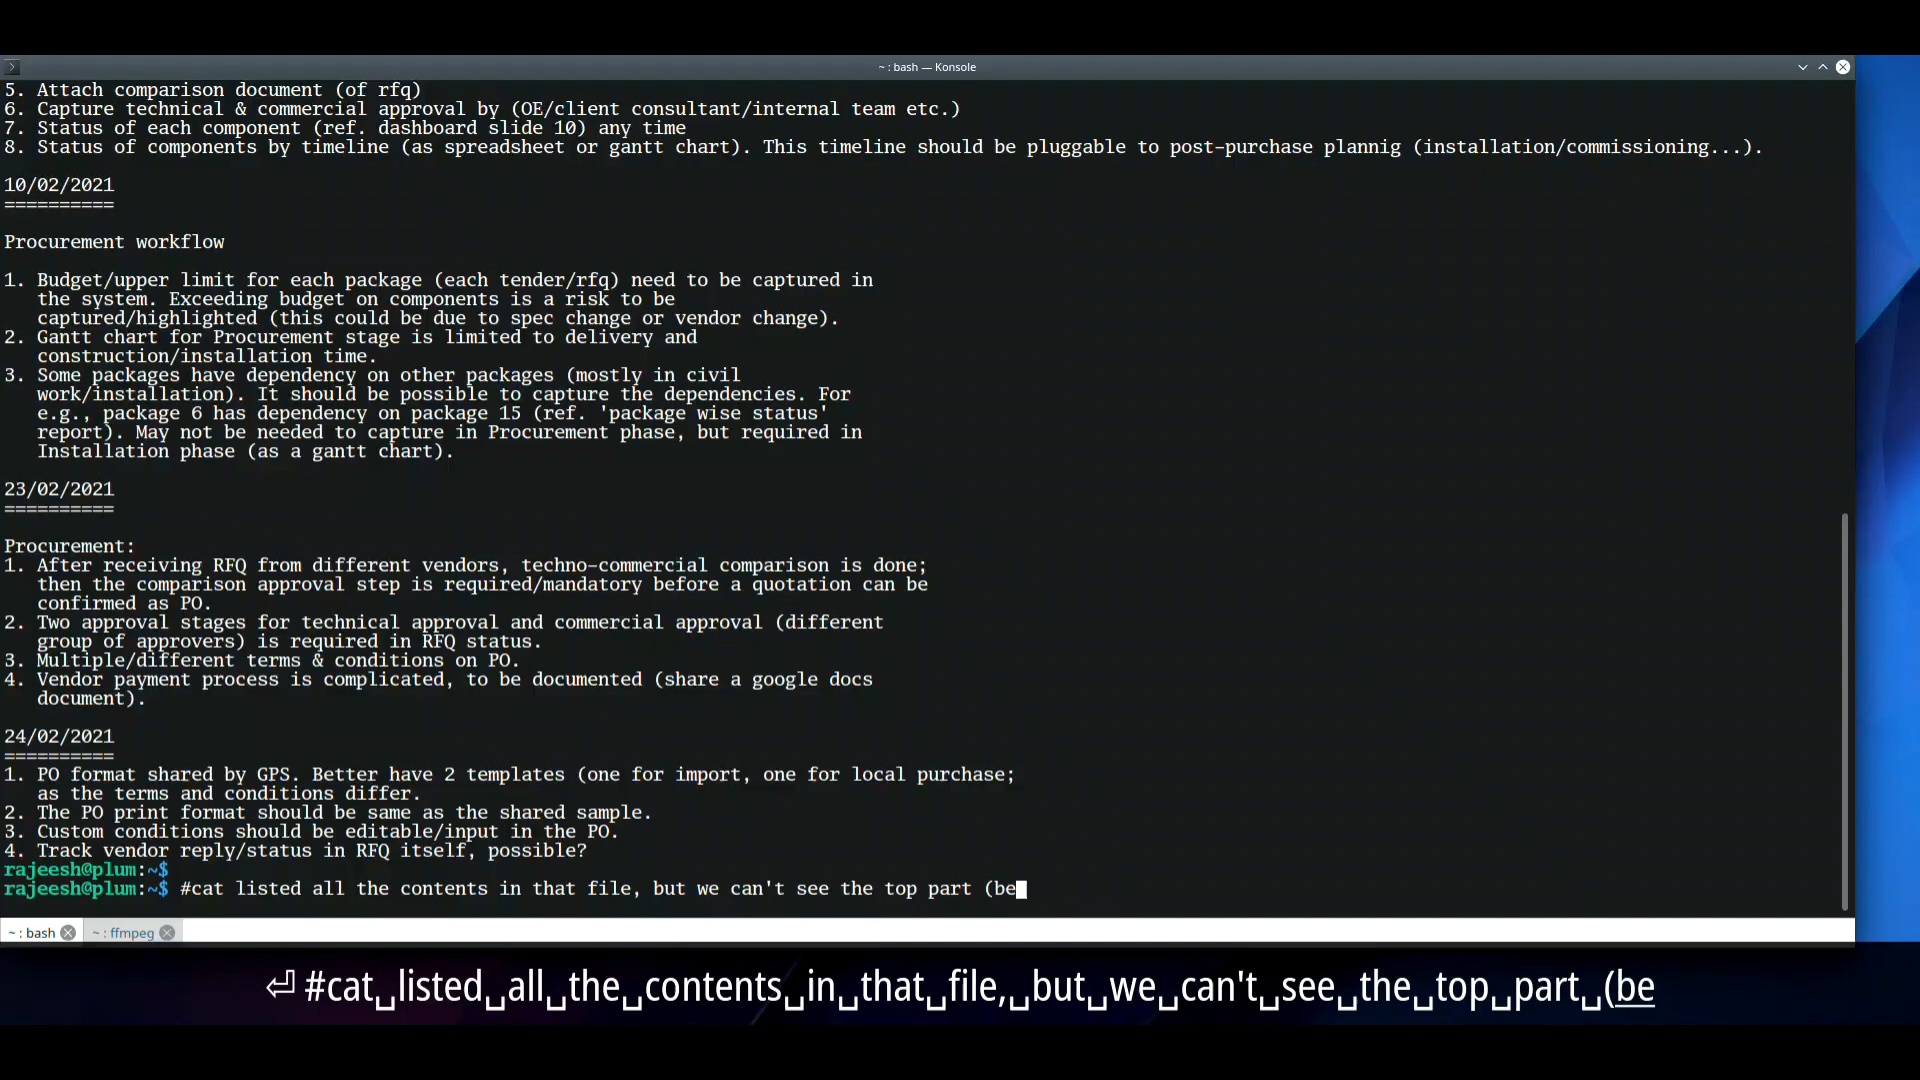 ~ : bash — Konsole
5. Attach comparison document (of rfq)
6. Capture technical & commercial approval by (OE/client consultant/internal team etc.)
7. Status of each component (ref. dashboard slide 10) any time
8. Status of components by timeline (as spreadsheet or gantt chart). This timeline should be pluggable to post-purchase plannig (installation/commissioning...).
10/02/2021
==========
Procurement workflow
1. Budget/upper limit for each package (each tender/rfq) need to be captured in
the system. Exceeding budget on components is a risk to be
captured/highlighted (this could be due to spec change or vendor change).
2. Gantt chart for Procurement stage is limited to delivery and
construction/installation time.
3. Some packages have dependency on other packages (mostly in civil
work/installation). It should be possible to capture the dependencies. For
e.g., package 6 has dependency on package 15 (ref. 'package wise status'
report). May not be needed to capture in Procurement phase, but required in
Installation phase (as a gantt chart).
23/02/2021
==========
Procurement:
1. After receiving RFQ from different vendors, techno-commercial comparison is done;
then the comparison approval step is required/mandatory before a quotation can be
confirmed as PO.
2. Two approval stages for technical approval and commercial approval (different
group of approvers) is required in RFQ status.
3. Multiple/different terms & conditions on PO.
4. Vendor payment process is complicated, to be documented (share a google docs
document).
24/02/2021
==========
1. PO format shared by GPS. Better have 2 templates (one for import, one for local purchase;
as the terms and conditions differ.
2. The PO print format should be same as the shared sample.
3. Custom conditions should be editable/input in the PO.
4. Track vendor reply/status in RFQ itself, possible?
rajeesh@plum:~$
rajeesh@plum:~$ #cat listed all the contents in that file, but we can't see the top part (be
~ : bash ~ : ffmpeg
⏎ #cat␣listed␣all␣the␣contents␣in␣that␣file,␣but␣we␣can't␣see␣the␣top␣part␣(be